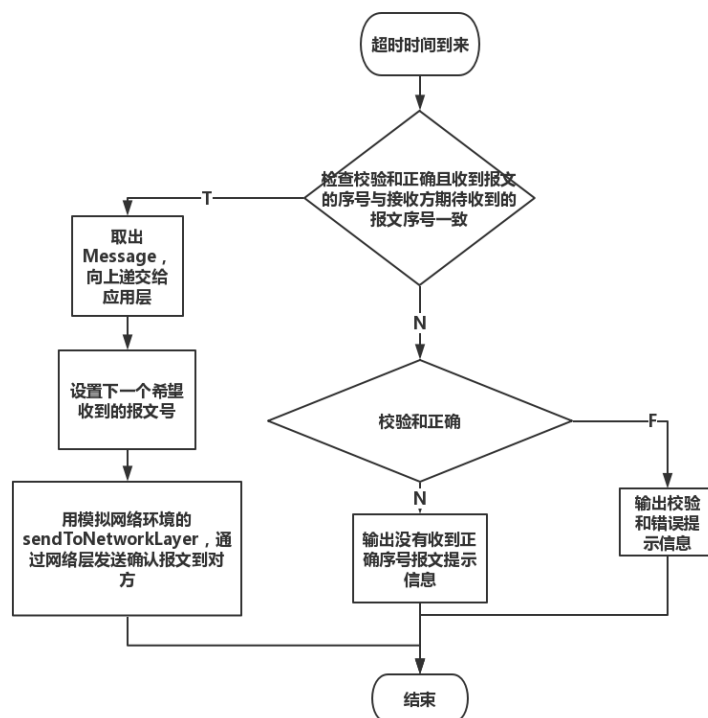 超时时间到来
检查校验和正确且收到报文
的序号与接收方期待收到的
报文序号一致
T
取出
Message，
向上递交给
应用层
N
设置下一个希望
收到的报文号
校验和正确
F
用模拟网络环境的
sendToNetworkLayer，通
过网络层发送确认报文到对
方
N
输出没有收到正
确序号报文提示
信息
输出校验
和错误提
示信息
结束